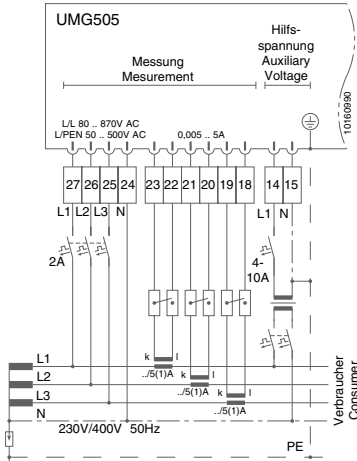 UMG505
Hilfs-
spannung
Auxiliary
Voltage
Messung
Mesurement
10160990
L/L 80 .. 870V AC
L/PEN 50 .. 500V AC
0,005 .. 5A
27 26 25 24 23 22 21 20 19 18 14 15
L1 L2 L3 N L1 N
2A
4-
10A
L1
k l
../5(1)A
L2
k l
../5(1)A
L3
k l
../5(1)A
N
230V/400V 50Hz
PE
Verbraucher
Consumer